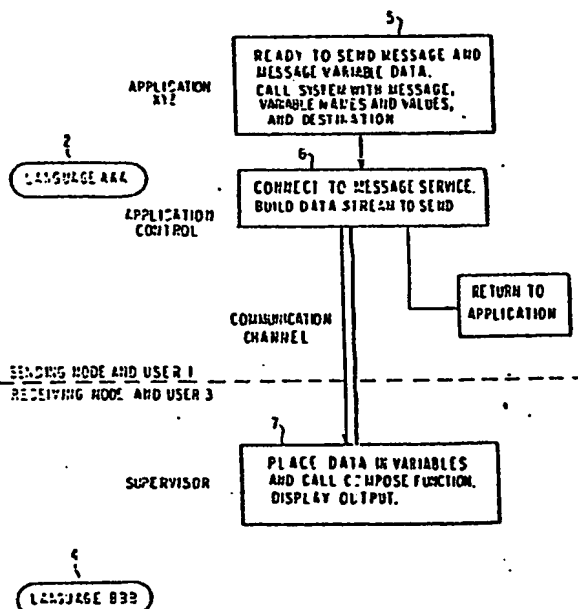 5
READY TO SEND MESSAGE AND
MESSAGE VARIABLE DATA.
CALL SYSTEM WITH MESSAGE,
VARIABLE NAMES AND VALUES,
AND DESTINATION
APPLICATION
XYZ
2
LANGUAGE AAA
6
CONNECT TO MESSAGE SERVICE.
BUILD DATA STREAM TO SEND
APPLICATION
CONTROL
RETURN TO
APPLICATION
COMMUNICATION
CHANNEL
SENDING NODE AND USER 1
RECEIVING NODE AND USER 3
7
PLACE DATA IN VARIABLES
AND CALL COMPOSE FUNCTION.
DISPLAY OUTPUT.
SUPERVISOR
4
LANGUAGE BBB